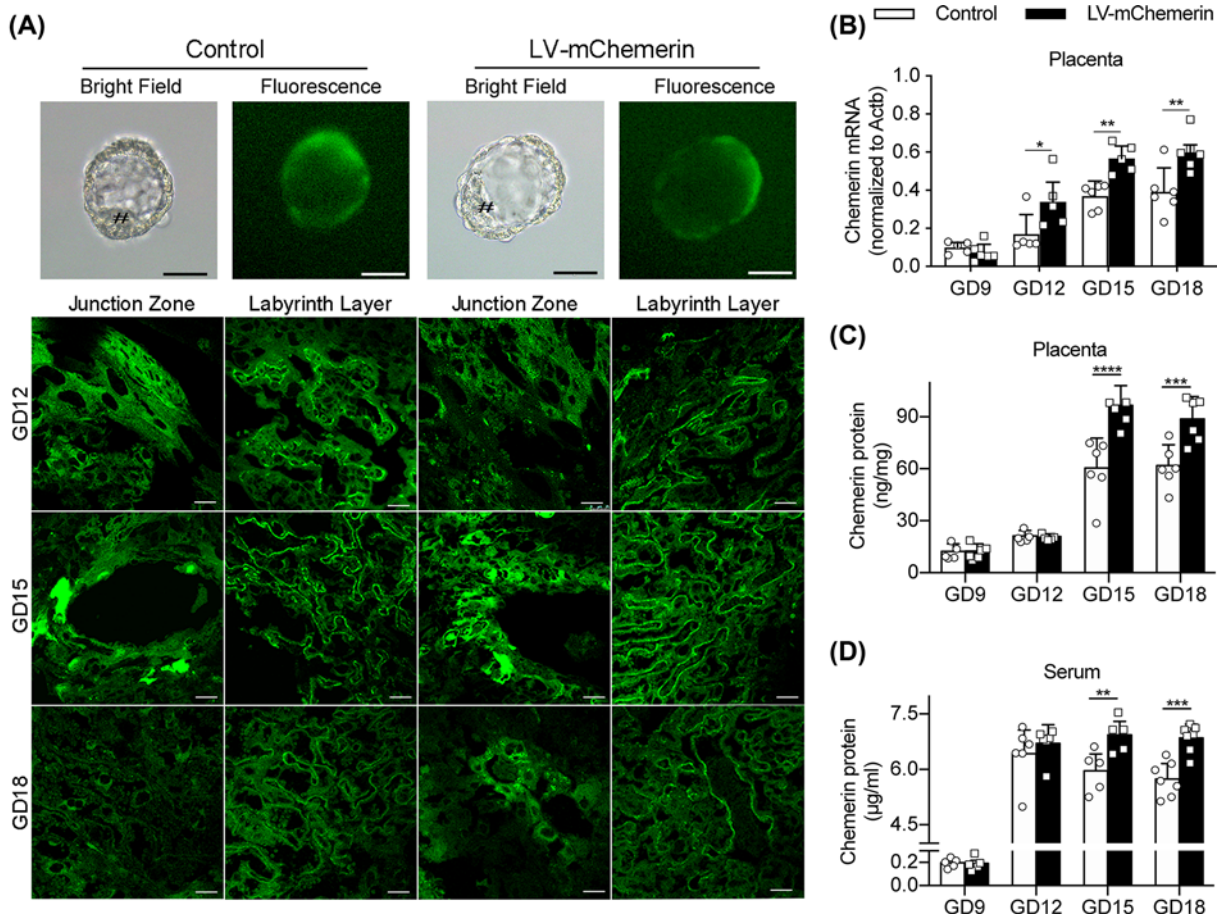 (A)
Control
LV-mChemerin
Bright Field
Fluorescence
Bright Field
Fluorescence
#
#
Junction Zone
Labyrinth Layer
Junction Zone
Labyrinth Layer
GD12
GD15
GD18
Control
LV-mChemerin
(B)
Placenta
Chemerin mRNA
(normalized to Actb)
1.0
0.8
0.6
0.4
0.2
0.0
*
**
**
GD9 GD12 GD15 GD18
(C)
Placenta
Chemerin protein
(ng/mg)
90
60
30
0
****
***
GD9 GD12 GD15 GD18
(D)
Serum
Chemerin protein
(µg/ml)
7.5
6.0
4.5
0.2
0.0
**
***
GD9 GD12 GD15 GD18